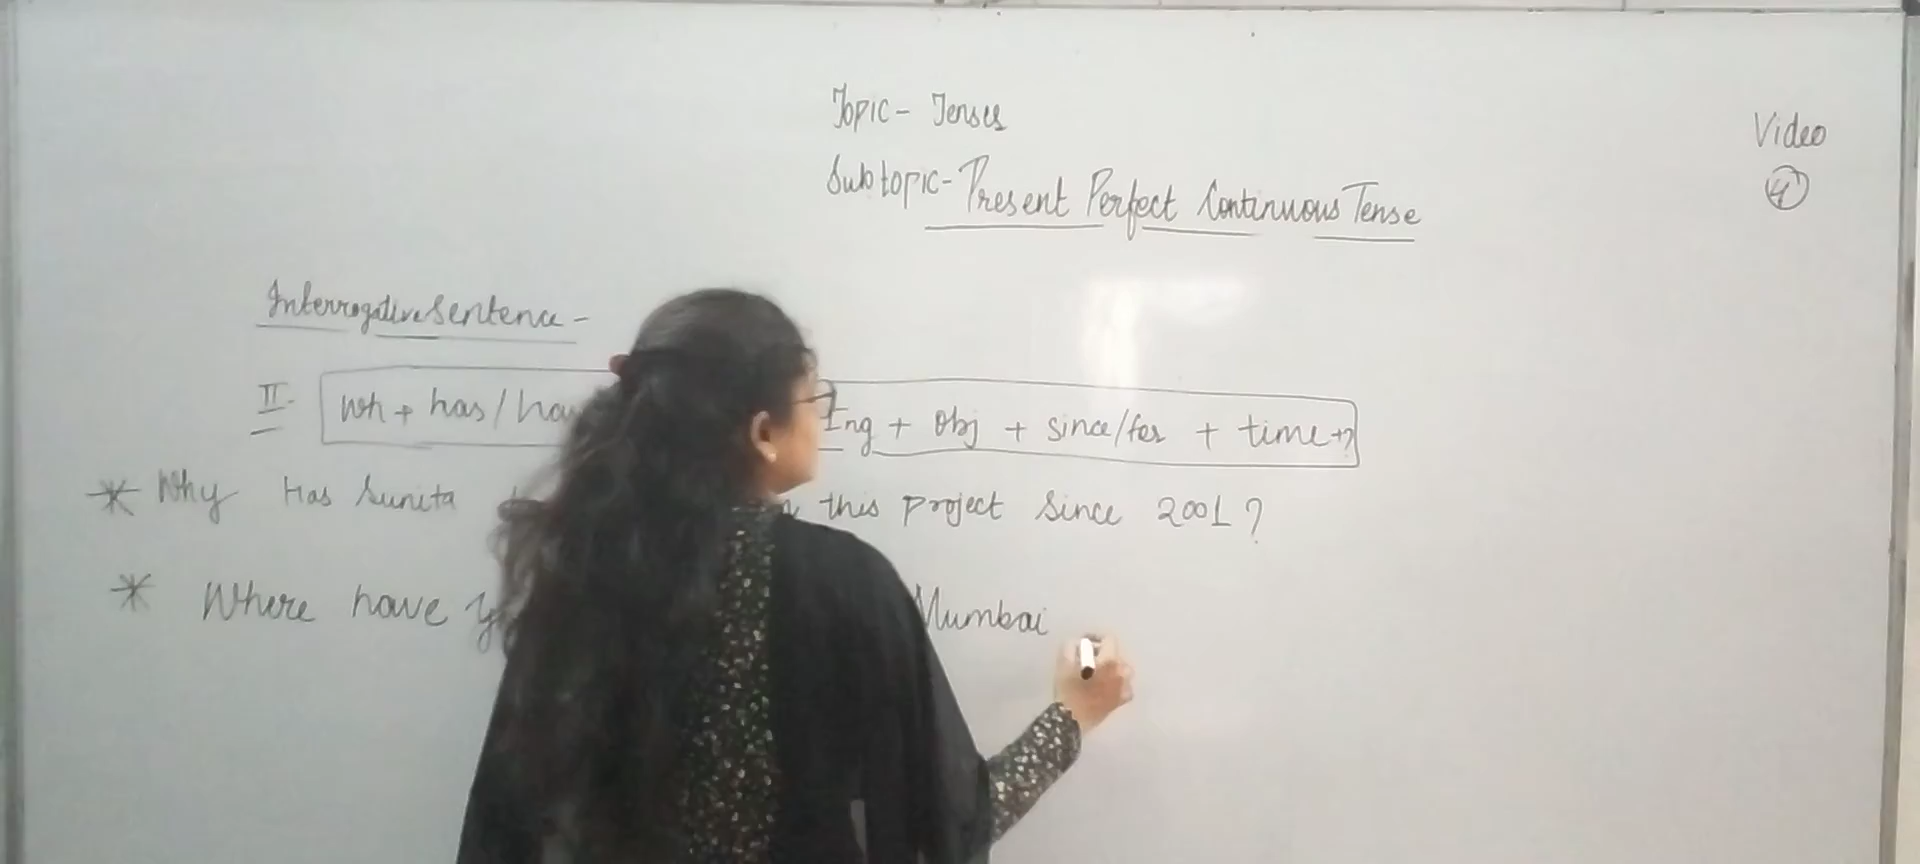 Topic - Tenses
Video
Subtopic - Present Perfect Continuous Tense
4
Interrogative Sentence -
II. Wh + has / Ing + Obj + since/for + time+?
* Why Has Sunita this project since 2001?
* Where have Mumbai